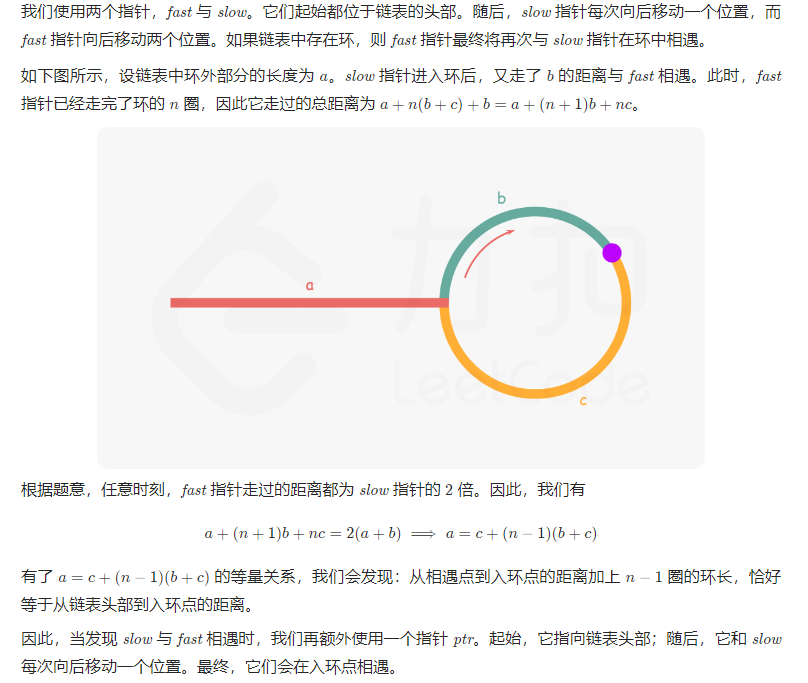 我们使用两个指针，fast 与 slow。它们起始都位于链表的头部。随后，slow 指针每次向后移动一个位置，而
fast 指针向后移动两个位置。如果链表中存在环，则 fast 指针最终将再次与 slow 指针在环中相遇。
如下图所示，设链表中环外部分的长度为 a。slow 指针进入环后，又走了 b 的距离与 fast 相遇。此时，fast
指针已经走完了环的 n 圈，因此它走过的总距离为 a + n(b + c) + b = a + (n + 1)b + nc。
力扣
b
a
LeetCode
c
根据题意，任意时刻，fast 指针走过的距离都为 slow 指针的 2 倍。因此，我们有
a + (n + 1)b + nc = 2(a + b) ⟹ a = c + (n − 1)(b + c)
有了 a = c + (n − 1)(b + c) 的等量关系，我们会发现：从相遇点到入环点的距离加上 n − 1 圈的环长，恰好
等于从链表头部到入环点的距离。
因此，当发现 slow 与 fast 相遇时，我们再额外使用一个指针 ptr。起始，它指向链表头部；随后，它和 slow
每次向后移动一个位置。最终，它们会在入环点相遇。